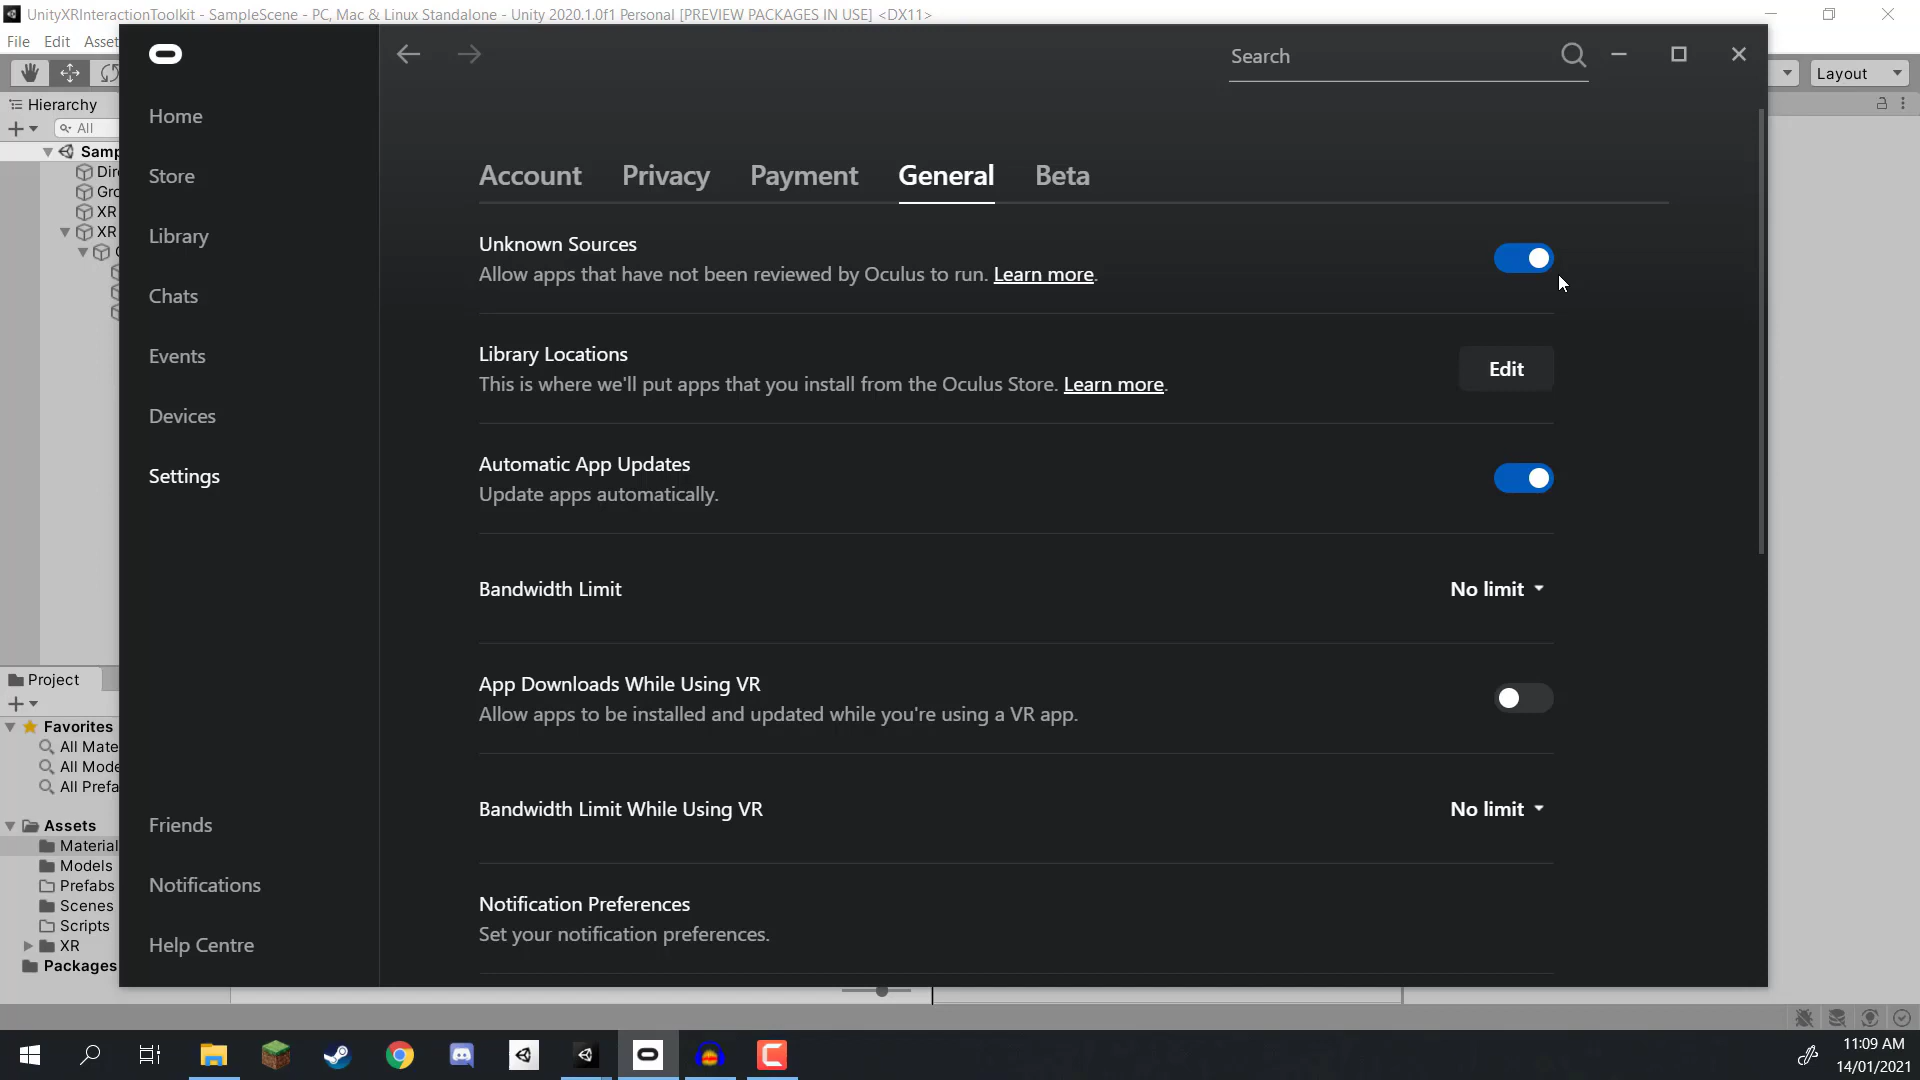 UnityXRInteractionToolkit - SampleScene - PC, Mac & Linux Standalone - Unity 2020.1.0f1 Personal [PREVIEW PACKAGES IN USE] <DX11>
File Edit Asset
Layout
Hierarchy
All
Samp
Dire
Gro
XR
XR
Project
Favorites
All Mate
All Mode
All Prefa
Assets
Material
Models
Prefabs
Scenes
Scripts
XR
Packages
Home
Store
Library
Chats
Events
Devices
Settings
Friends
Notifications
Help Centre
Search
Account Privacy Payment General Beta
Unknown Sources
Allow apps that have not been reviewed by Oculus to run. Learn more.
Library Locations
This is where we'll put apps that you install from the Oculus Store. Learn more.
Edit
Automatic App Updates
Update apps automatically.
Bandwidth Limit
No limit
App Downloads While Using VR
Allow apps to be installed and updated while you're using a VR app.
Bandwidth Limit While Using VR
No limit
Notification Preferences
Set your notification preferences.
11:09 AM
14/01/2021